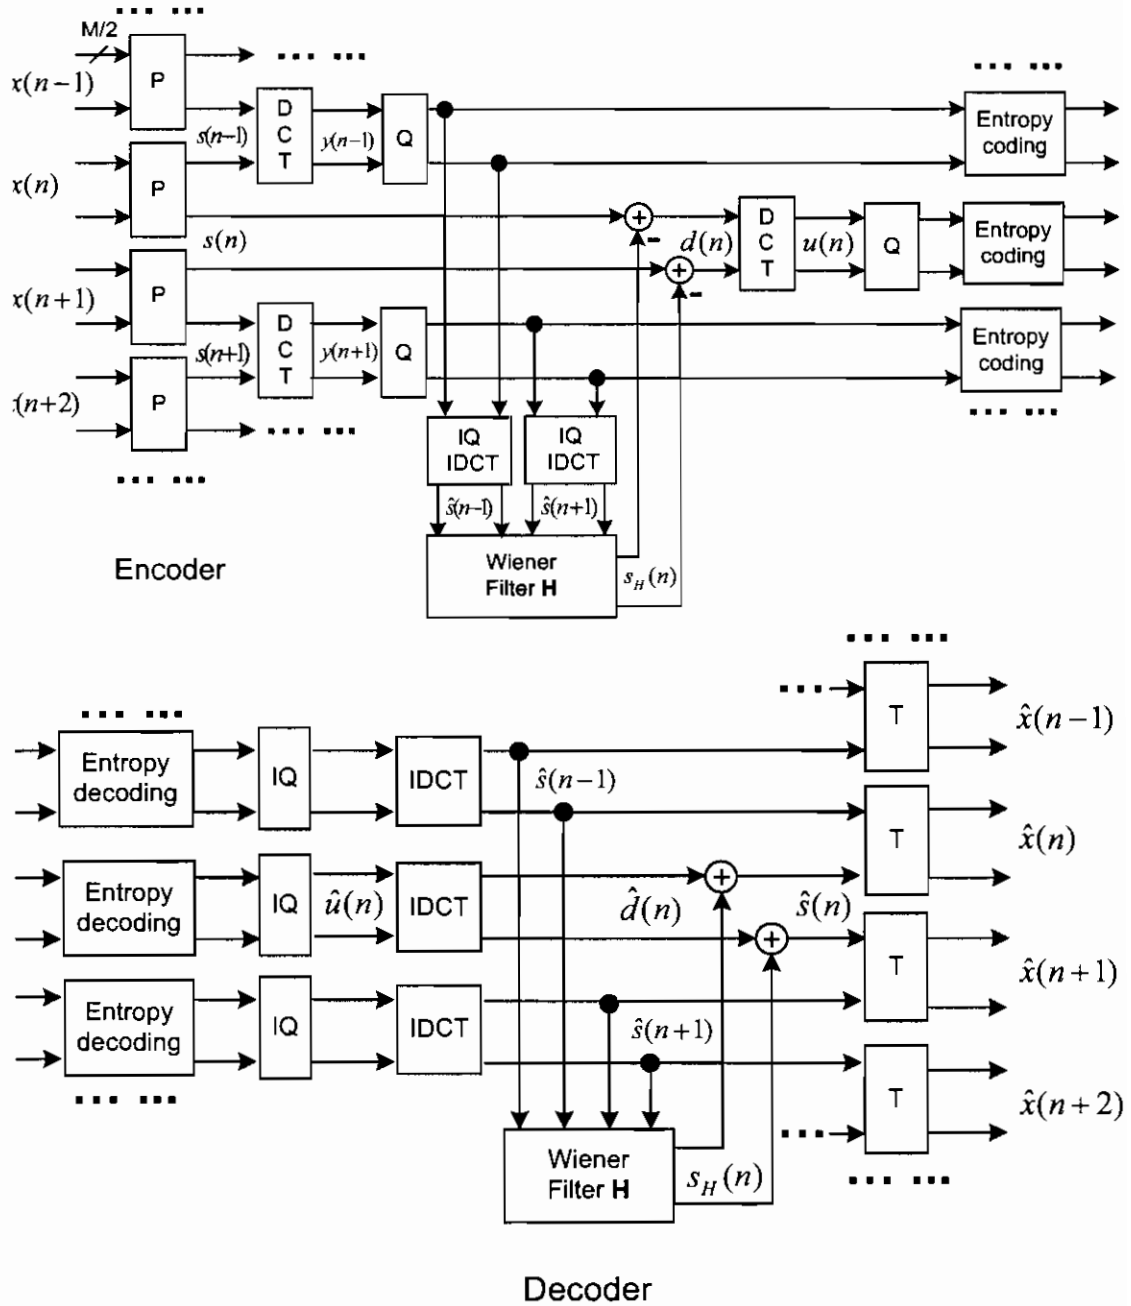 M/2
x(n−1)
P
s(n−1)
D C T
y(n−1)
Q
Entropy coding
x(n)
P
s(n)
-
-
d(n)
D C T
u(n)
Q
Entropy coding
x(n+1)
P
s(n+1)
D C T
y(n+1)
Q
Entropy coding
:(n+2)
P
IQ IDCT
IQ IDCT
ŝ(n−1)
ŝ(n+1)
Wiener Filter H
s_H(n)
Encoder
T
x̂(n−1)
Entropy decoding
IQ
IDCT
ŝ(n−1)
T
x̂(n)
Entropy decoding
IQ
û(n)
IDCT
d̂(n)
ŝ(n)
T
x̂(n+1)
Entropy decoding
IQ
IDCT
ŝ(n+1)
T
x̂(n+2)
Wiener Filter H
s_H(n)
Decoder